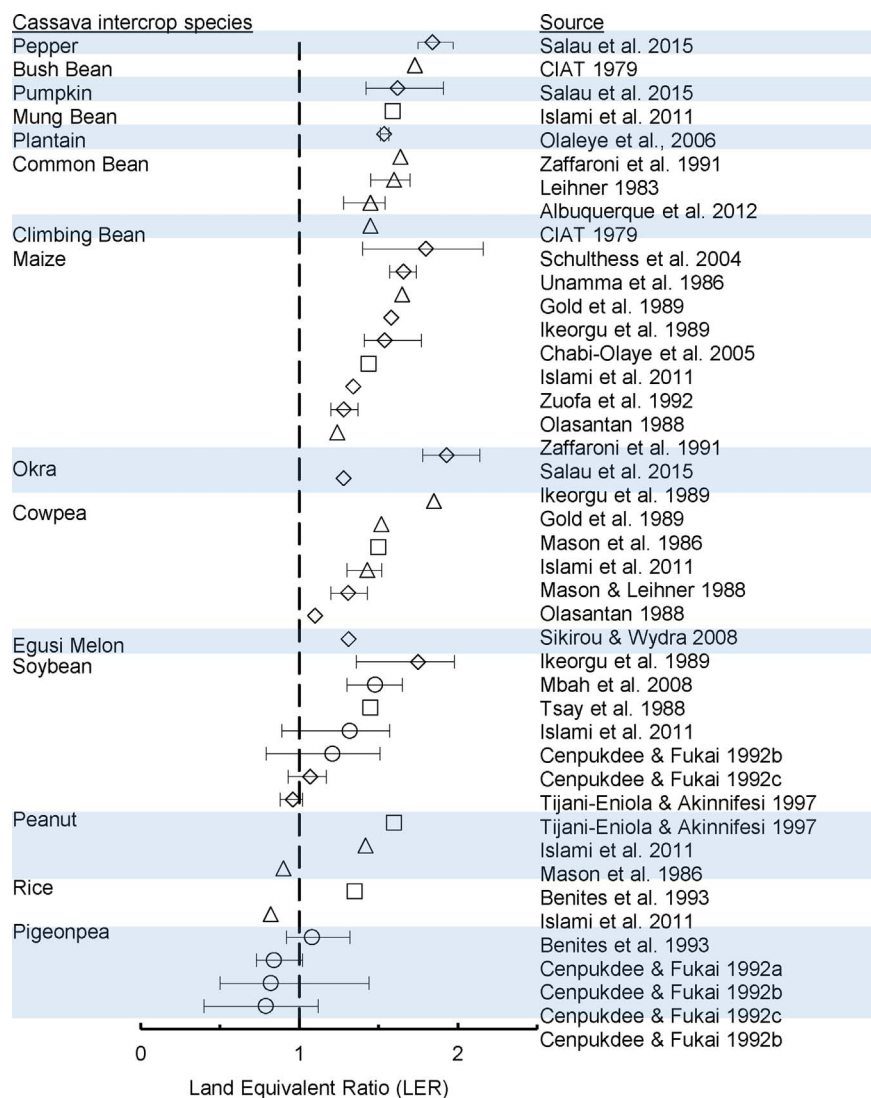 Cassava intercrop species Source
Pepper Salau et al. 2015
Bush Bean CIAT 1979
Pumpkin Salau et al. 2015
Mung Bean Islami et al. 2011
Plantain Olaleye et al., 2006
Common Bean Zaffaroni et al. 1991
Leihner 1983
Albuquerque et al. 2012
Climbing Bean CIAT 1979
Maize Schulthess et al. 2004
Unamma et al. 1986
Gold et al. 1989
Ikeorgu et al. 1989
Chabi-Olaye et al. 2005
Islami et al. 2011
Zuofa et al. 1992
Olasantan 1988
Zaffaroni et al. 1991
Okra Salau et al. 2015
Ikeorgu et al. 1989
Cowpea Gold et al. 1989
Mason et al. 1986
Islami et al. 2011
Mason & Leihner 1988
Olasantan 1988
Sikirou & Wydra 2008
Egusi Melon Ikeorgu et al. 1989
Soybean Mbah et al. 2008
Tsay et al. 1988
Islami et al. 2011
Cenpukdee & Fukai 1992b
Cenpukdee & Fukai 1992c
Tijani-Eniola & Akinnifesi 1997
Peanut Tijani-Eniola & Akinnifesi 1997
Islami et al. 2011
Mason et al. 1986
Rice Benites et al. 1993
Islami et al. 2011
Pigeonpea Benites et al. 1993
Cenpukdee & Fukai 1992a
Cenpukdee & Fukai 1992b
Cenpukdee & Fukai 1992c
Cenpukdee & Fukai 1992b
0 1 2
Land Equivalent Ratio (LER)